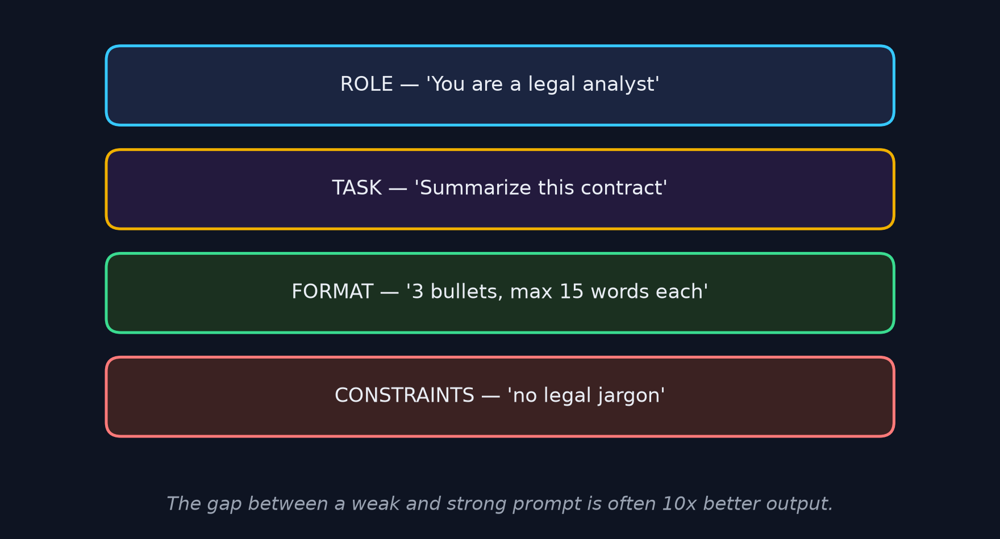 ROLE — 'You are a legal analyst'
TASK — 'Summarize this contract'
FORMAT — '3 bullets, max 15 words each'
CONSTRAINTS — 'no legal jargon'
The gap between a weak and strong prompt is often 10x better output.